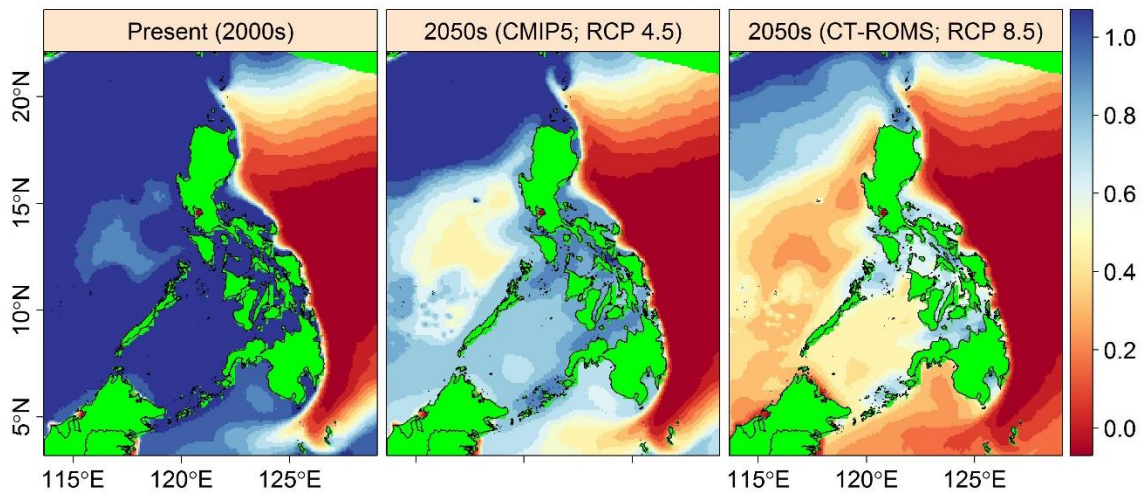 Present (2000s)
2050s (CMIP5; RCP 4.5)
2050s (CT-ROMS; RCP 8.5)
20°N
15°N
10°N
5°N
115°E
120°E
125°E
115°E
120°E
125°E
1.0
0.8
0.6
0.4
0.2
0.0